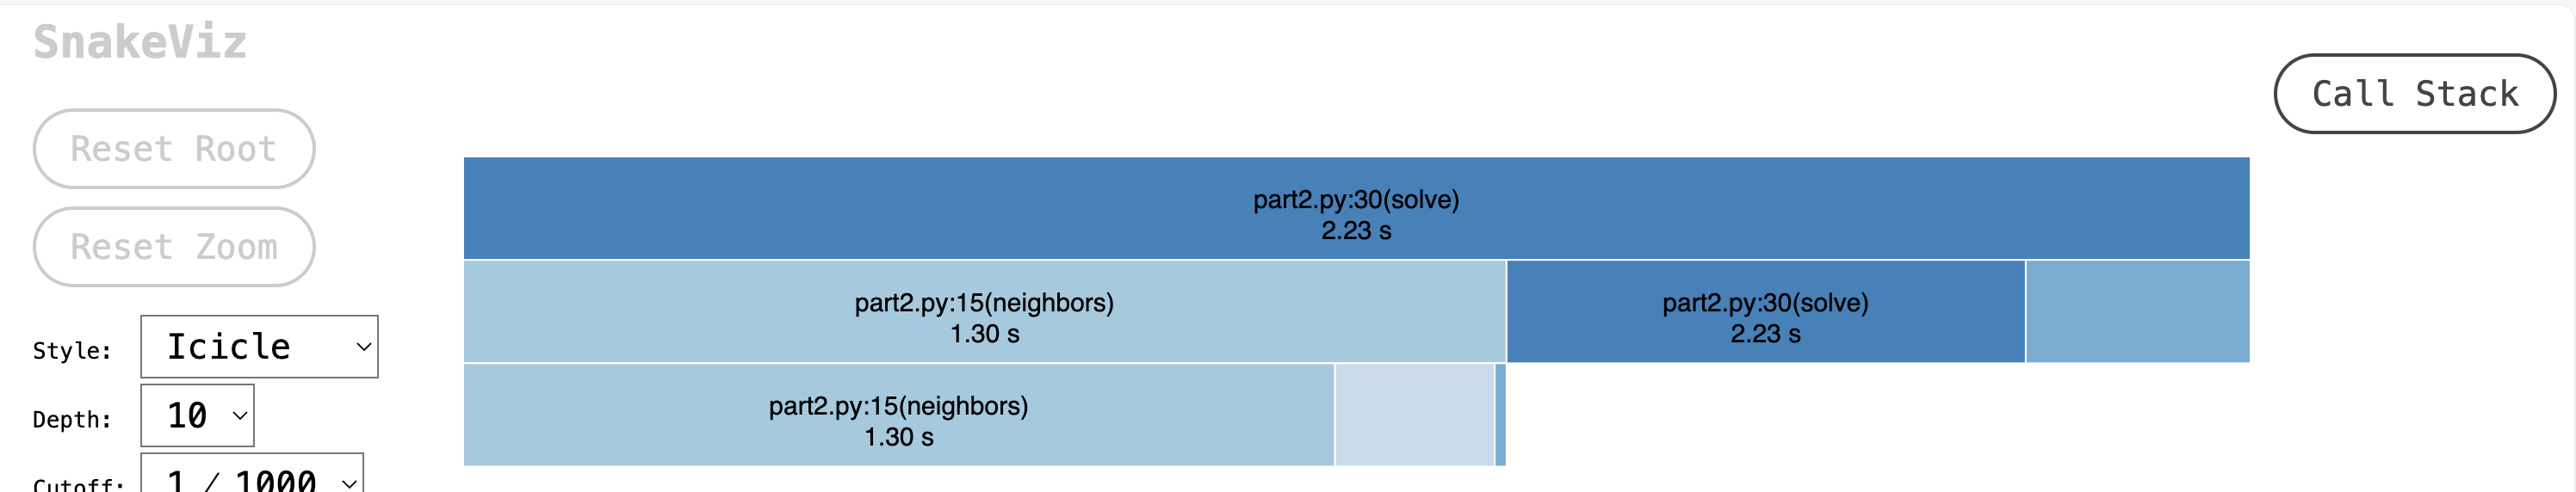 SnakeViz
Call Stack
Reset Root
Reset Zoom
Style: Icicle
Depth: 10
Cutoff: 1 / 1000
part2.py:30(solve)
2.23 s
part2.py:15(neighbors)
1.30 s
part2.py:30(solve)
2.23 s
part2.py:15(neighbors)
1.30 s